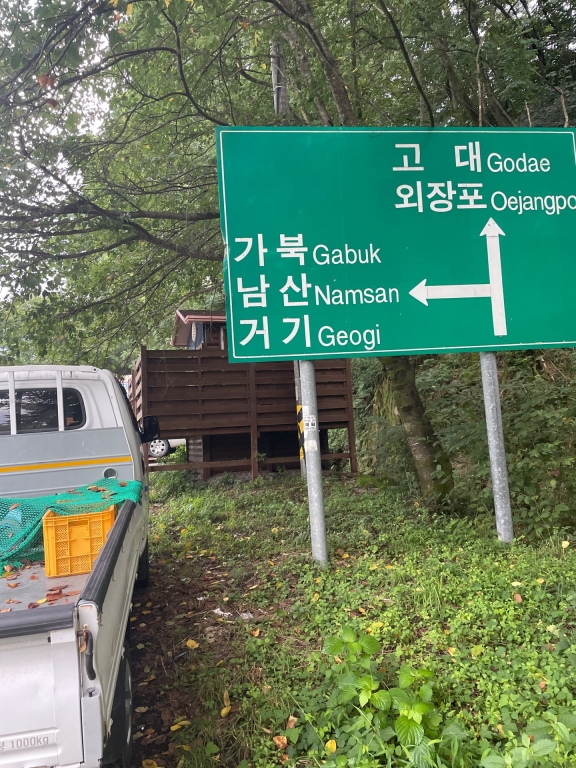 고 대 Godae
외장포 Oejangpo
가 북 Gabuk
남 산 Namsan
거 기 Geogi
1000kg